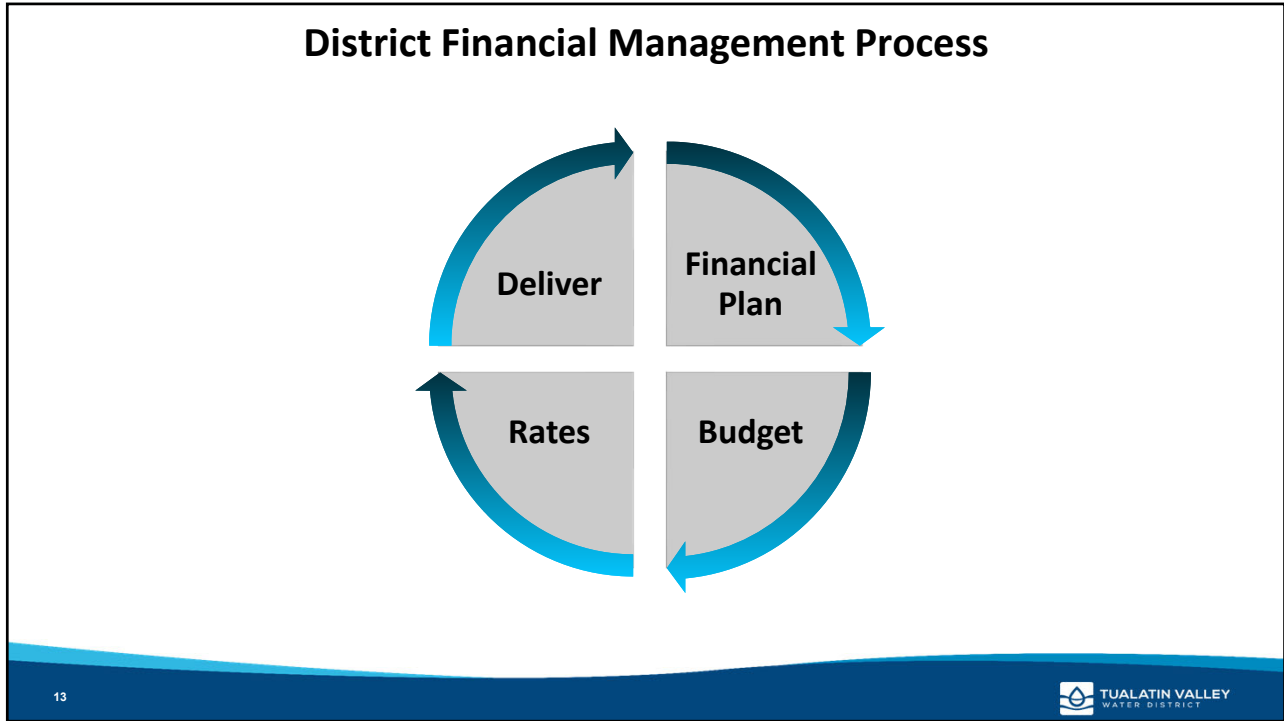 District Financial Management Process
Deliver
Financial
Plan
Rates
Budget
13
TUALATIN VALLEY
WATER DISTRICT